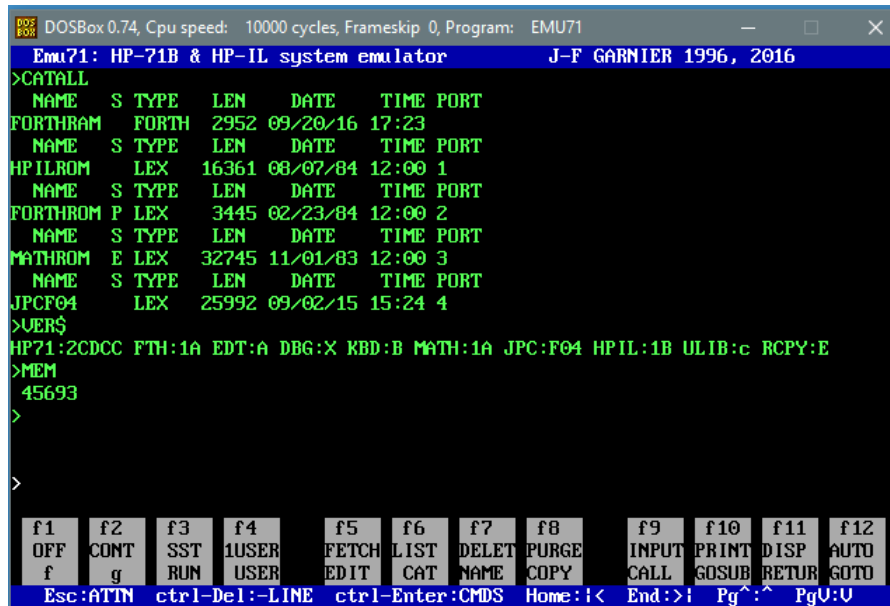 DOSBox 0.74, Cpu speed: 10000 cycles, Frameskip 0, Program: EMU71
Emu71: HP-71B & HP-IL system emulator J-F GARNIER 1996, 2016
>CATALL
NAME S TYPE LEN DATE TIME PORT
FORTHRAM FORTH 2952 09/20/16 17:23
NAME S TYPE LEN DATE TIME PORT
HPILROM LEX 16361 08/07/84 12:00 1
NAME S TYPE LEN DATE TIME PORT
FORTHROM P LEX 3445 02/23/84 12:00 2
NAME S TYPE LEN DATE TIME PORT
MATHROM E LEX 32745 11/01/83 12:00 3
NAME S TYPE LEN DATE TIME PORT
JPCF04 LEX 25992 09/02/15 15:24 4
>VER$
HP71:2CDCC FTH:1A EDT:A DBG:X KBD:B MATH:1A JPC:F04 HPIL:1B ULIB:c RCPY:E
>MEM
45693
>
>
f1 f2 f3 f4 f5 f6 f7 f8 f9 f10 f11 f12
OFF CONT SST 1USER FETCH LIST DELET PURGE INPUT PRINT DISP AUTO
f g RUN USER EDIT CAT NAME COPY CALL GOSUB RETUR GOTO
Esc:ATTN ctrl-Del:-LINE ctrl-Enter:CMDS Home:|< End:>| Pg^:^ PgV:V